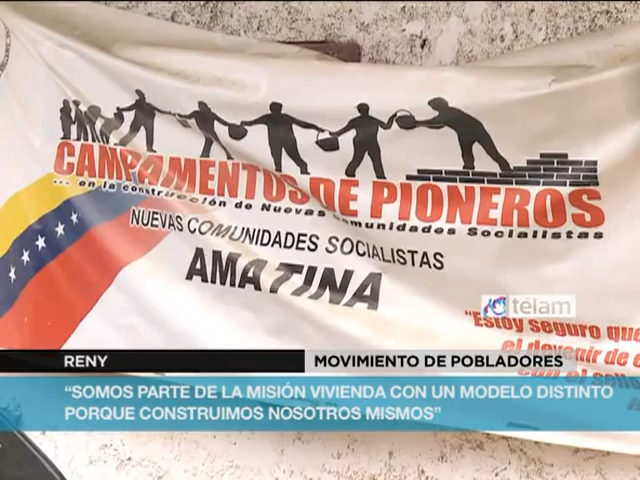 CAMPAMENTOS DE PIONEROS
... en la construcción de Nuevas Comunidades Socialistas
NUEVAS COMUNIDADES SOCIALISTAS
AMATINA
télam
"Estoy seguro que
el devenir de
RENY
MOVIMIENTO DE POBLADORES
“SOMOS PARTE DE LA MISIÓN VIVIENDA CON UN MODELO DISTINTO
PORQUE CONSTRUIMOS NOSOTROS MISMOS”